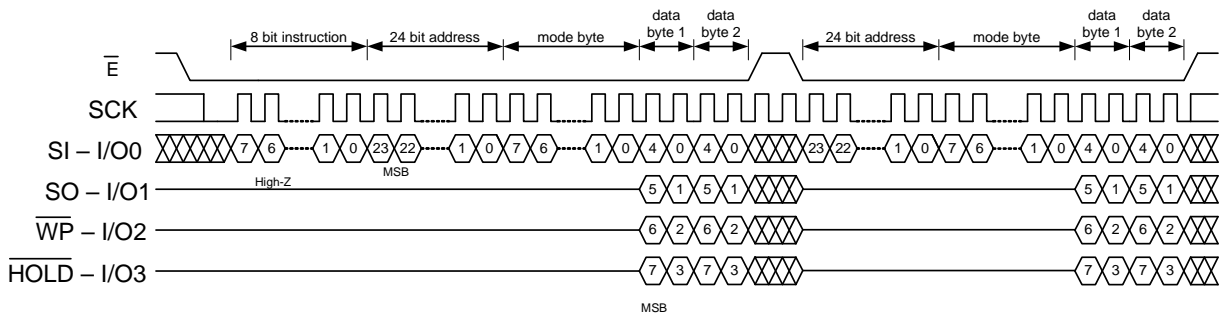 data data data data
8 bit instruction 24 bit address mode byte byte 1 byte 2 24 bit address mode byte byte 1 byte 2
E
SCK
SI – I/O0 7 6 1 0 23 22 1 0 7 6 1 0 4 0 4 0 23 22 1 0 7 6 1 0 4 0 4 0
High-Z MSB
SO – I/O1 5 1 5 1 5 1 5 1
WP – I/O2 6 2 6 2 6 2 6 2
HOLD – I/O3 7 3 7 3 7 3 7 3
MSB